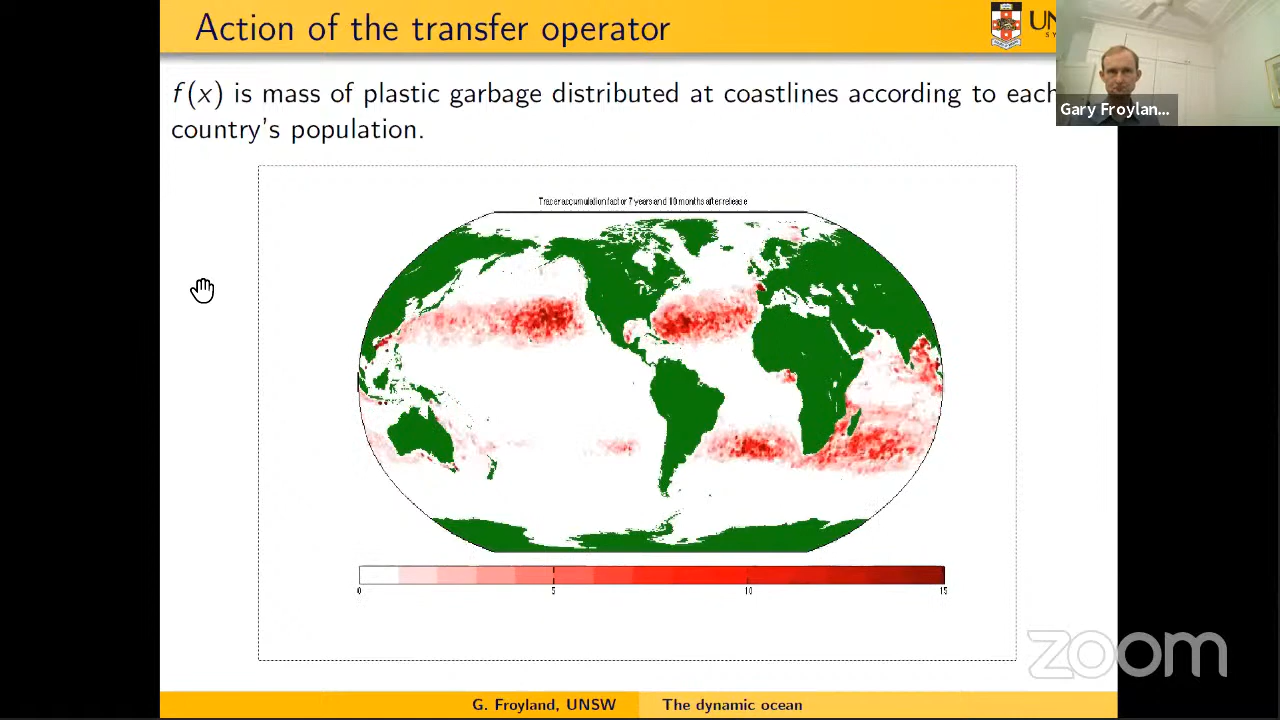 Action of the transfer operator
UN
S Y
f(x) is mass of plastic garbage distributed at coastlines according to each
country's population.
Gary Froylan...
Tracer accumulation factor 7 years and 10 months after release
0 5 10 15
zoom
G. Froyland, UNSW The dynamic ocean